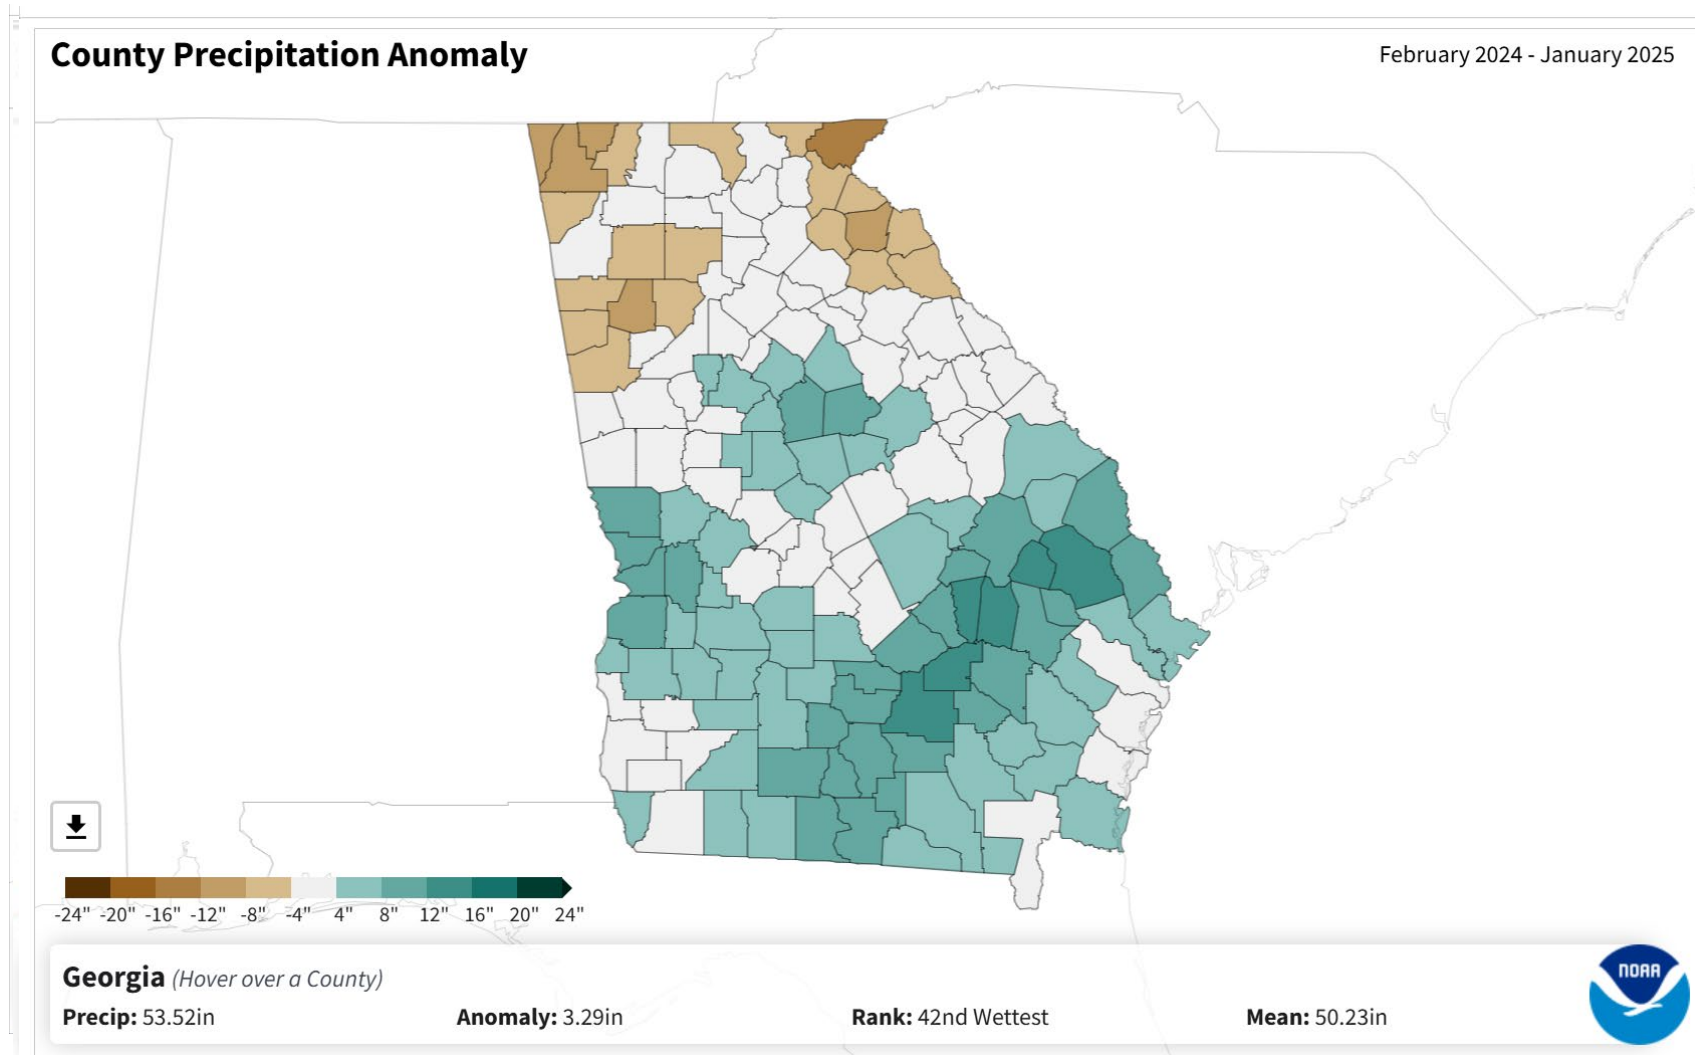 County Precipitation Anomaly
February 2024 - January 2025
-24" -20" -16" -12" -8" -4" 4" 8" 12" 16" 20" 24"
Georgia (Hover over a County)
Precip: 53.52in Anomaly: 3.29in Rank: 42nd Wettest Mean: 50.23in
NOAA